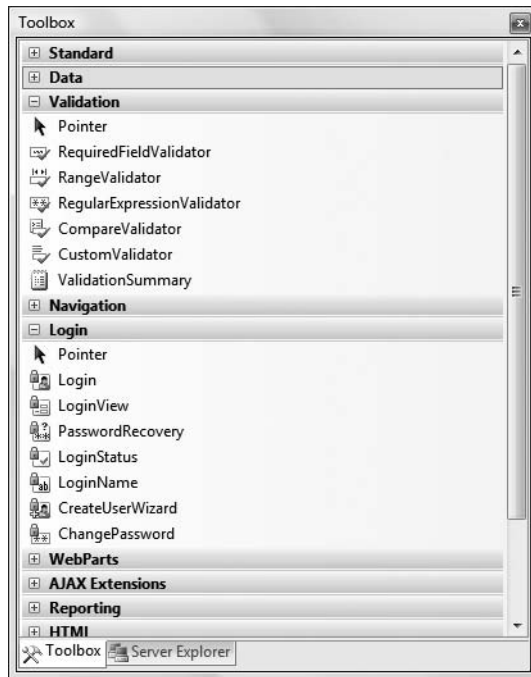 Toolbox
Standard
Data
Validation
Pointer
RequiredFieldValidator
RangeValidator
RegularExpressionValidator
CompareValidator
CustomValidator
ValidationSummary
Navigation
Login
Pointer
Login
LoginView
PasswordRecovery
LoginStatus
LoginName
CreateUserWizard
ChangePassword
WebParts
AJAX Extensions
Reporting
HTML
Toolbox Server Explorer